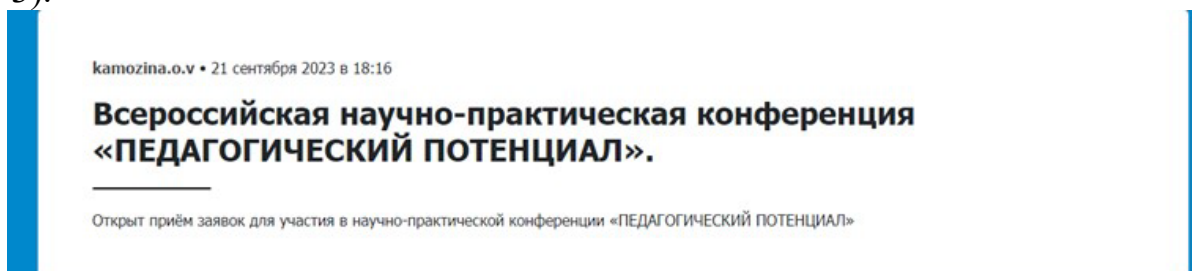 3).
kamozina.o.v • 21 сентября 2023 в 18:16
Всероссийская научно-практическая конференция
«ПЕДАГОГИЧЕСКИЙ ПОТЕНЦИАЛ».
Открыт приём заявок для участия в научно-практической конференции «ПЕДАГОГИЧЕСКИЙ ПОТЕНЦИАЛ»